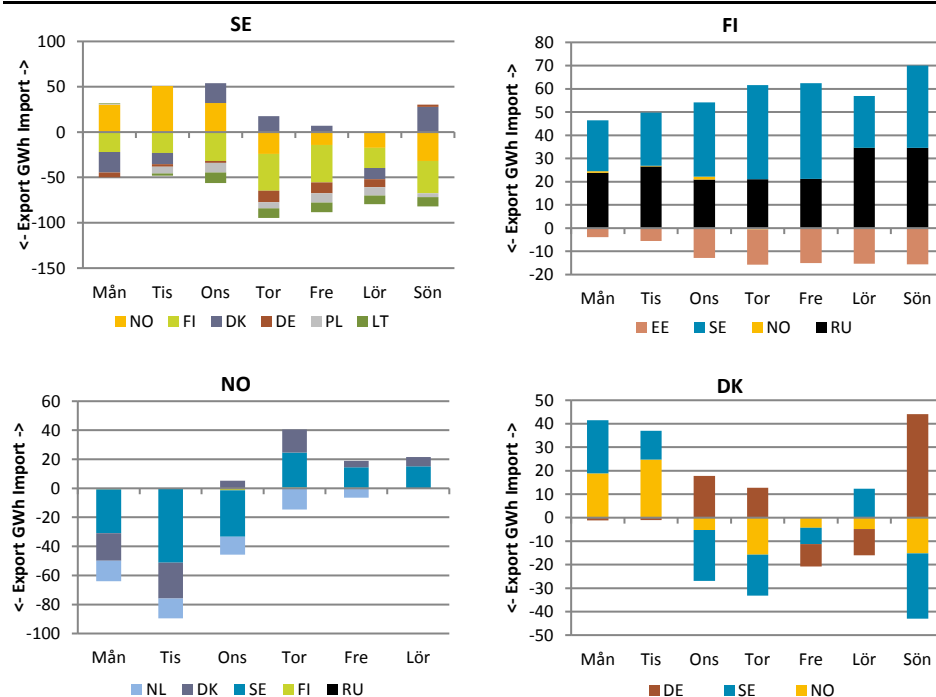 SE
<- Export GWh Import ->
100
50
0
-50
-100
-150
Mån Tis Ons Tor Fre Lör Sön
NO FI DK DE PL LT
FI
<- Export GWh Import ->
80
70
60
50
40
30
20
10
0
-10
-20
Mån Tis Ons Tor Fre Lör Sön
EE SE NO RU
NO
<- Export GWh Import ->
60
40
20
0
-20
-40
-60
-80
-100
Mån Tis Ons Tor Fre Lör
NL DK SE FI RU
DK
<- Export GWh Import ->
50
40
30
20
10
0
-10
-20
-30
-40
-50
Mån Tis Ons Tor Fre Lör Sön
DE SE NO